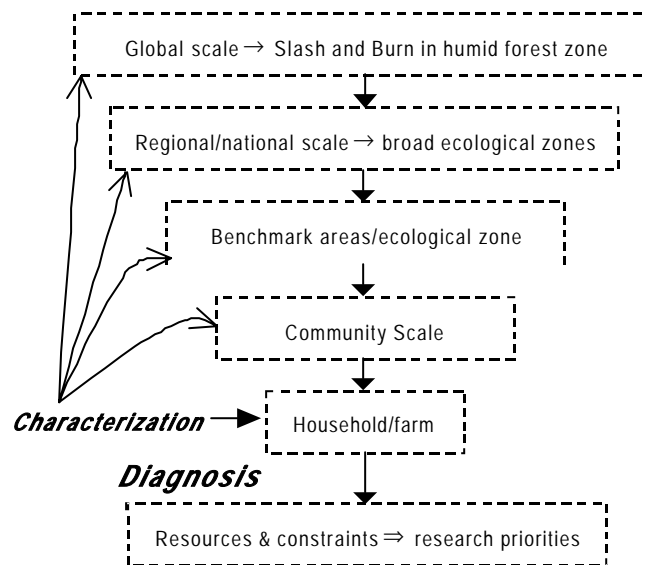 Global scale → Slash and Burn in humid forest zone
Regional/national scale → broad ecological zones
Benchmark areas/ecological zone
Community Scale
Characterization
Household/farm
Diagnosis
Resources & constraints ⇒ research priorities